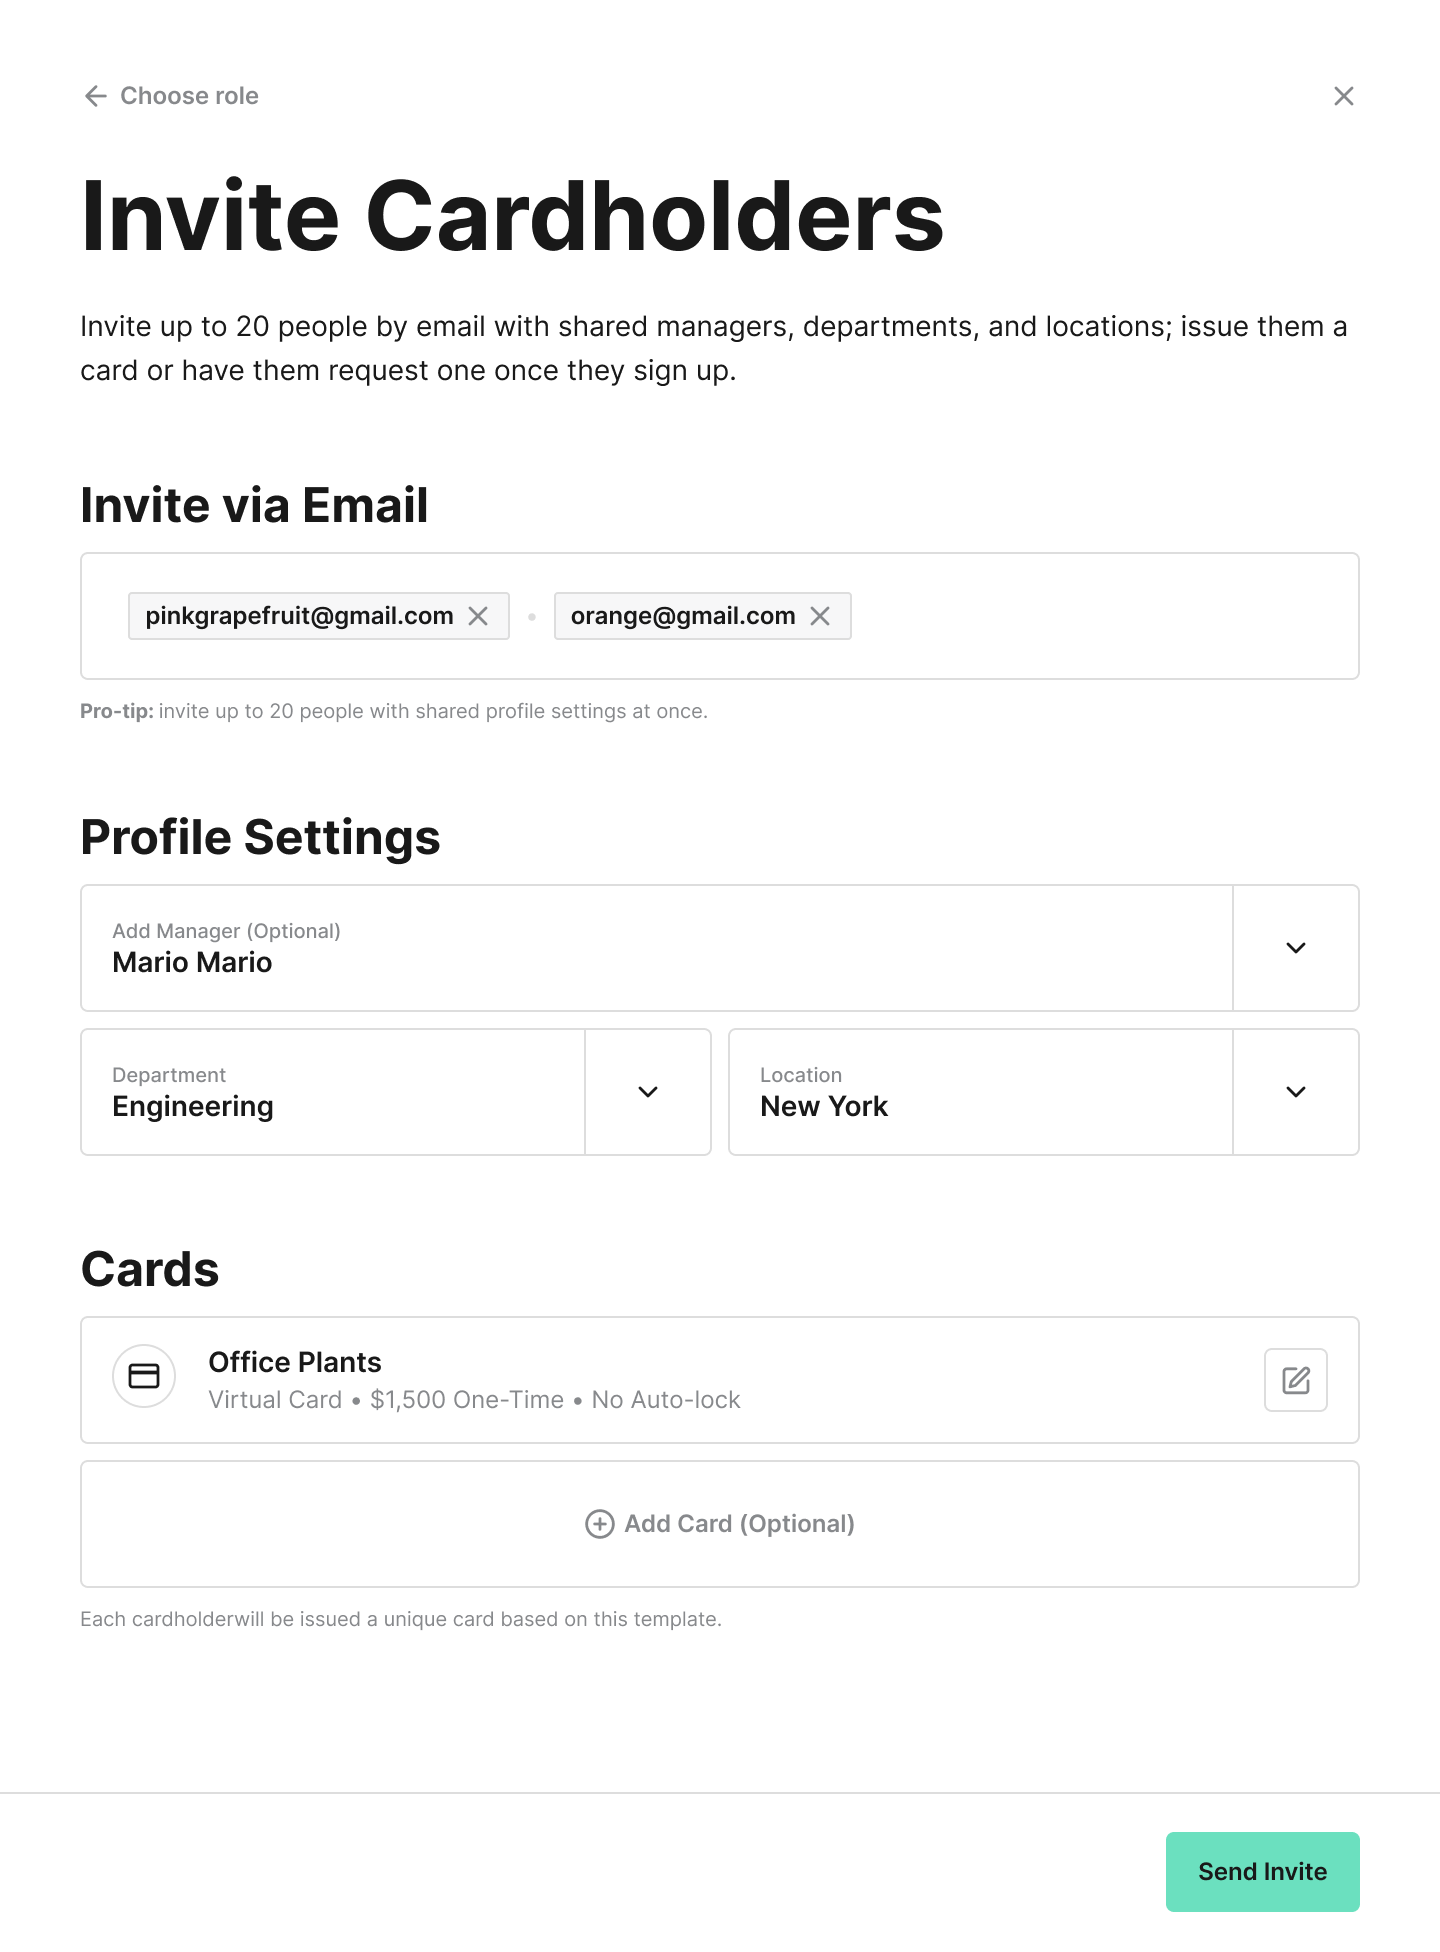 Choose role
Invite Cardholders
Invite up to 20 people by email with shared managers, departments, and locations; issue them a
card or have them request one once they sign up.
Invite via Email
pinkgrapefruit@gmail.com • orange@gmail.com
Pro-tip: invite up to 20 people with shared profile settings at once.
Profile Settings
Add Manager (Optional)
Mario Mario
Department
Engineering
Location
New York
Cards
Office Plants
Virtual Card • $1,500 One-Time • No Auto-lock
Add Card (Optional)
Each cardholderwill be issued a unique card based on this template.
Send Invite